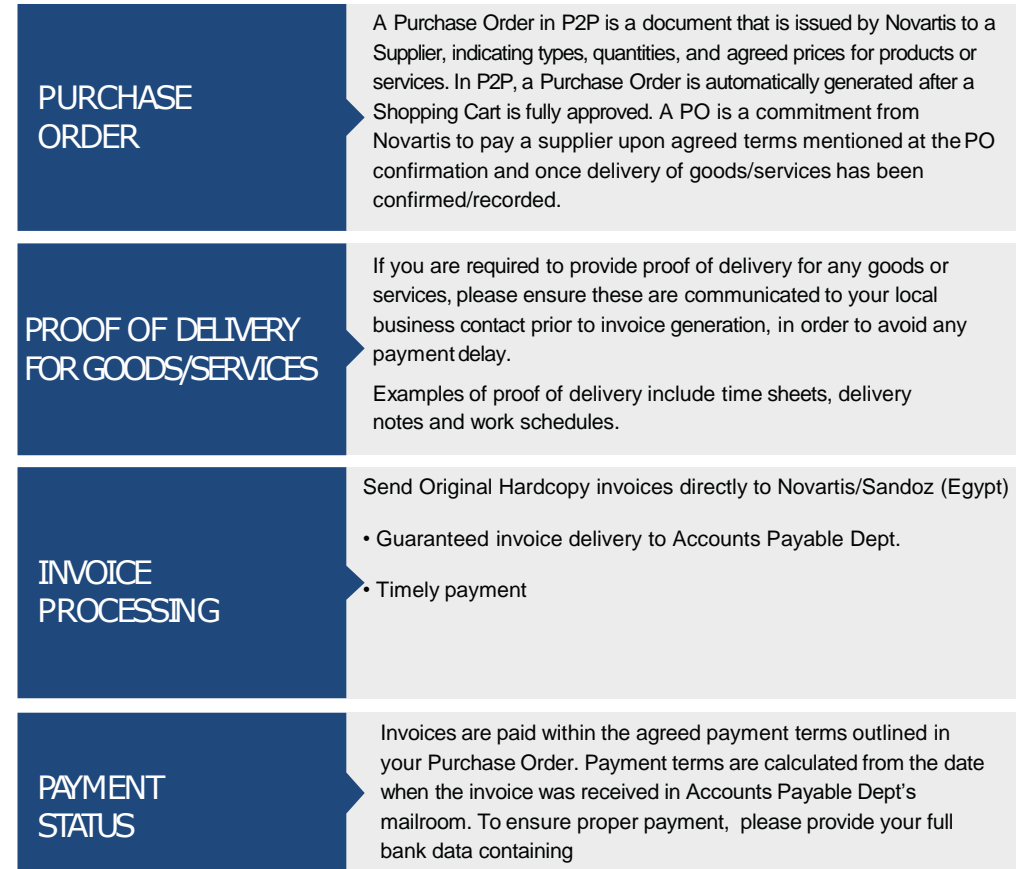 PURCHASE
ORDER
A Purchase Order in P2P is a document that is issued by Novartis to a
Supplier, indicating types, quantities, and agreed prices for products or
services. In P2P, a Purchase Order is automatically generated after a
Shopping Cart is fully approved. A PO is a commitment from
Novartis to pay a supplier upon agreed terms mentioned at the PO
confirmation and once delivery of goods/services has been
confirmed/recorded.
PROOF OF DELIVERY
FOR GOODS/SERVICES
If you are required to provide proof of delivery for any goods or
services, please ensure these are communicated to your local
business contact prior to invoice generation, in order to avoid any
payment delay.
Examples of proof of delivery include time sheets, delivery
notes and work schedules.
INVOICE
PROCESSING
Send Original Hardcopy invoices directly to Novartis/Sandoz (Egypt)
• Guaranteed invoice delivery to Accounts Payable Dept.
• Timely payment
PAYMENT
STATUS
Invoices are paid within the agreed payment terms outlined in
your Purchase Order. Payment terms are calculated from the date
when the invoice was received in Accounts Payable Dept's
mailroom. To ensure proper payment, please provide your full
bank data containing